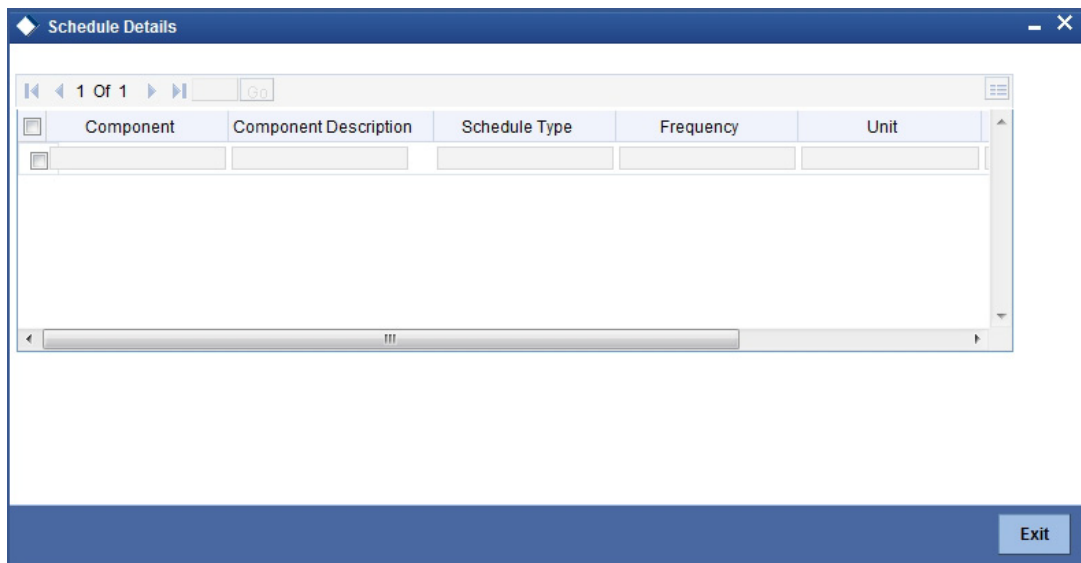 Schedule Details
1 Of 1 Go
Component Component Description Schedule Type Frequency Unit
Exit